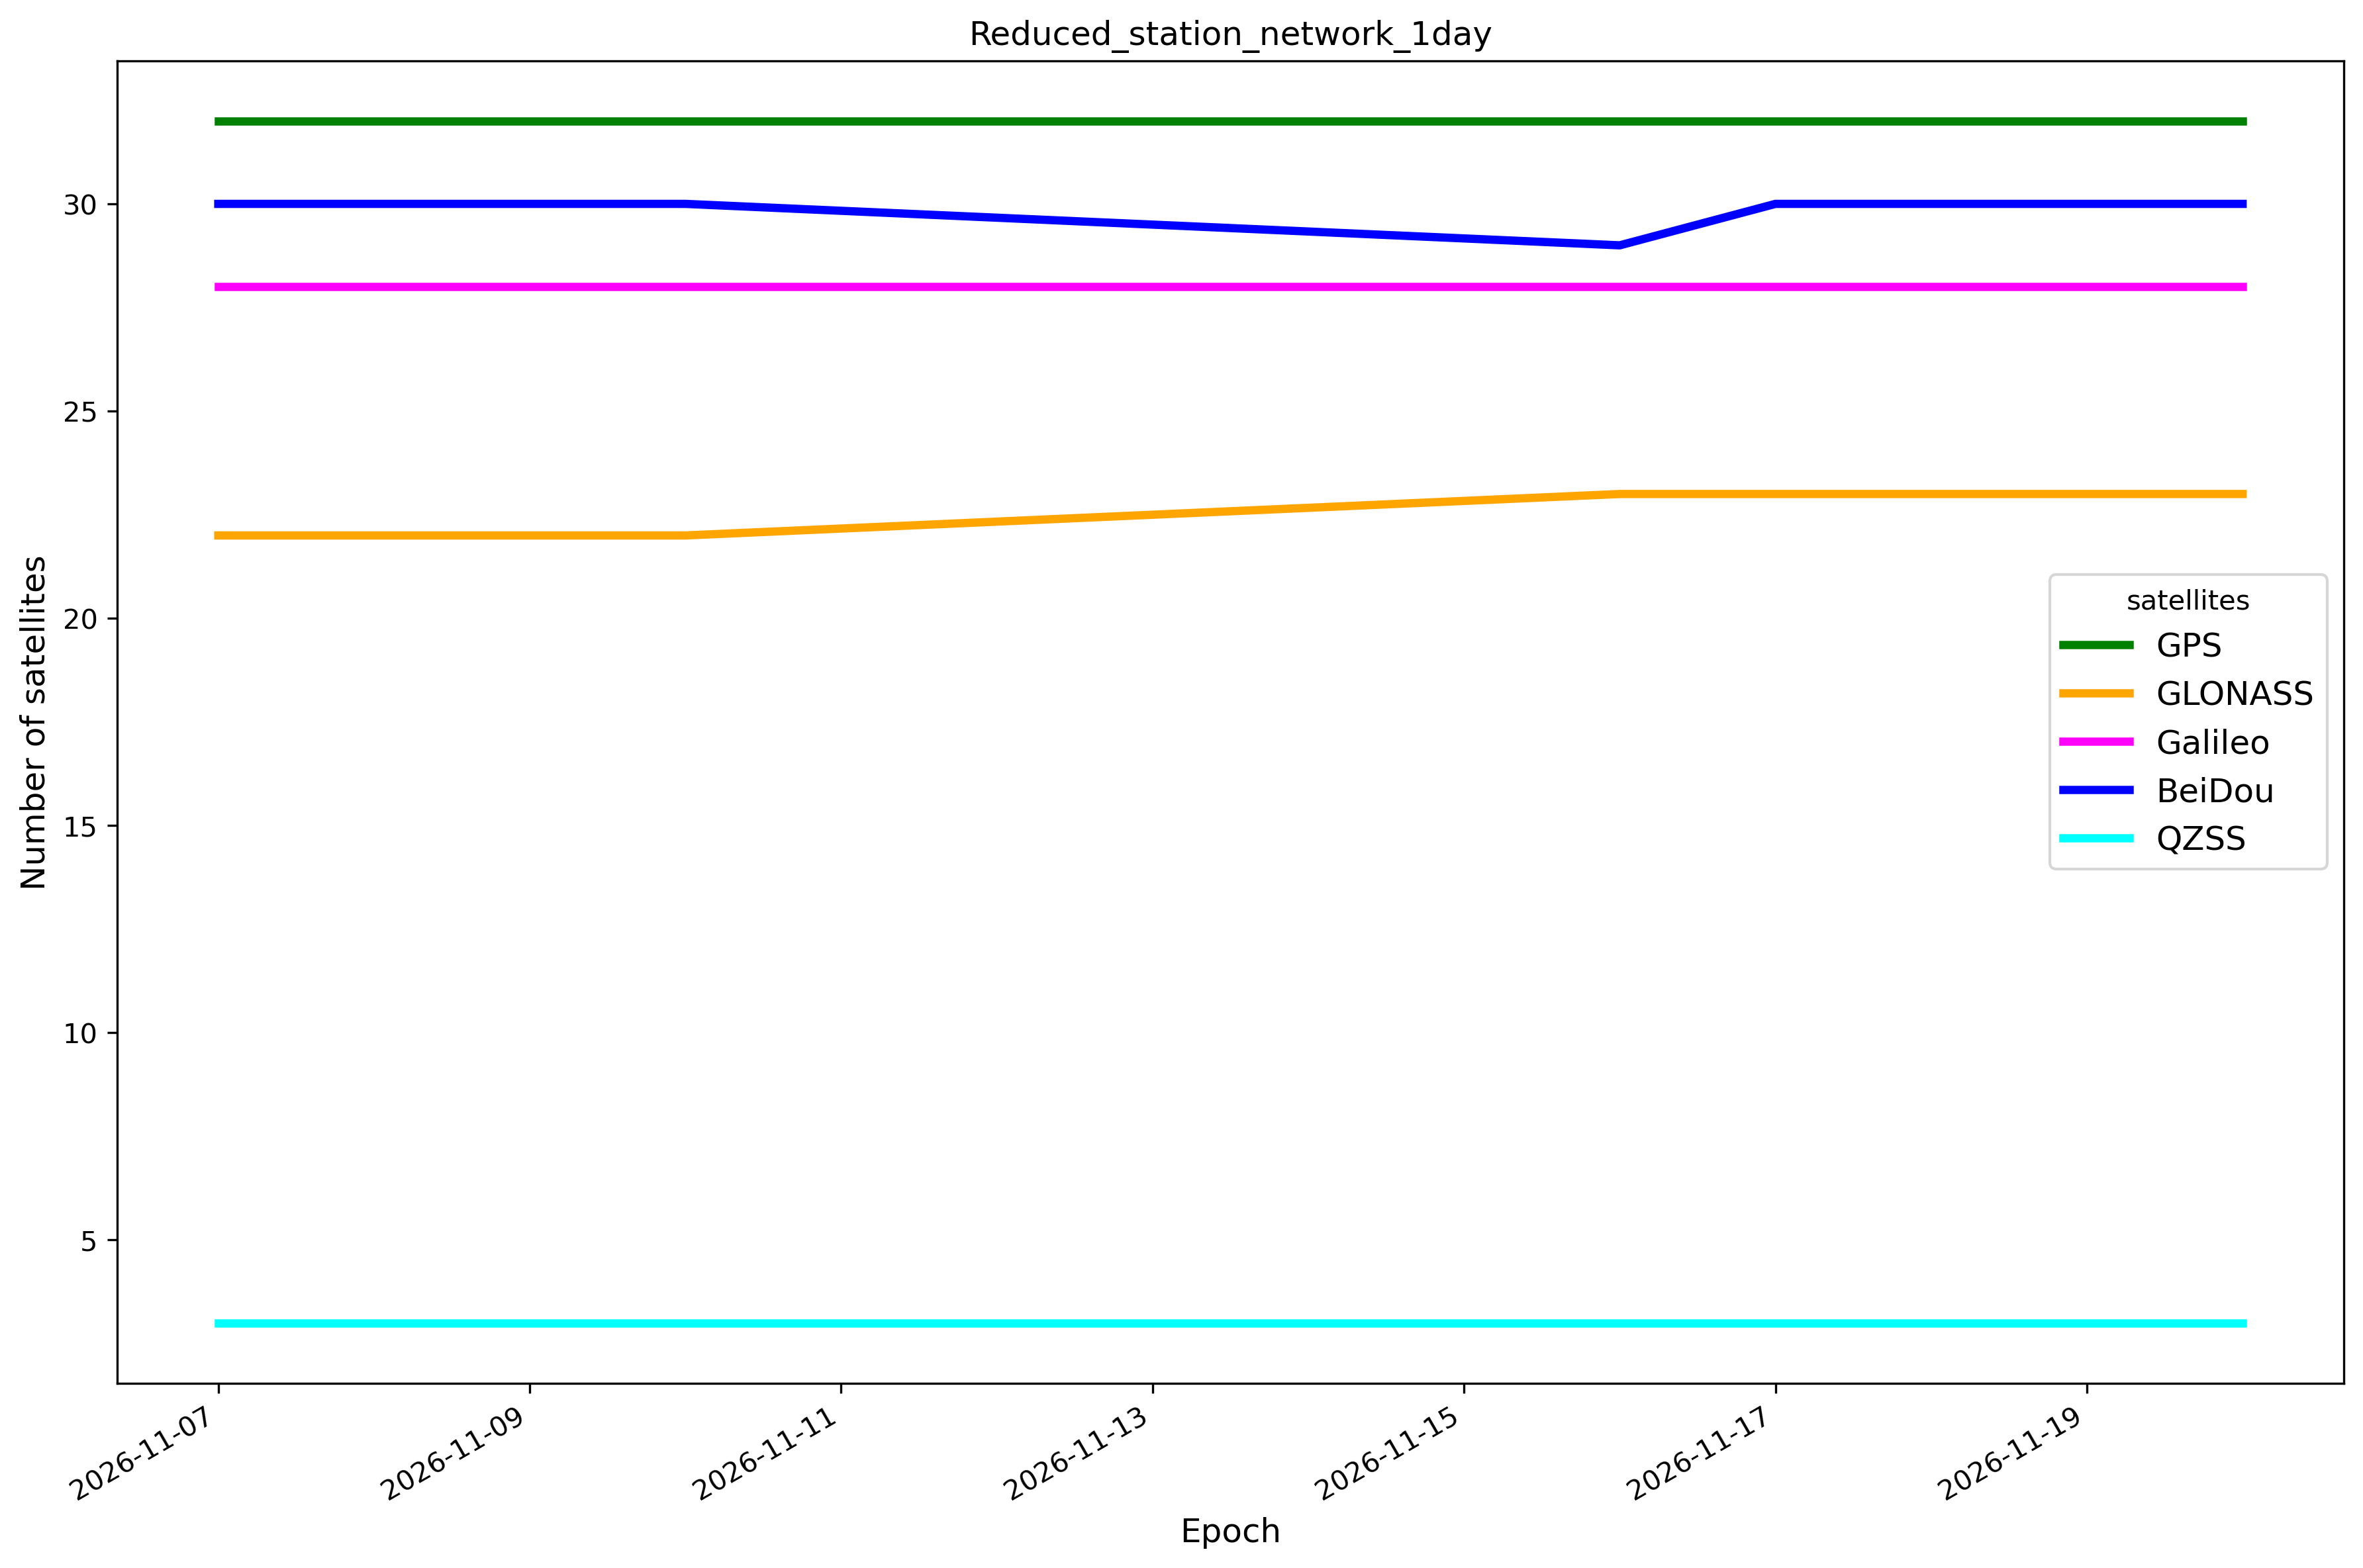 Reduced_station_network_1day
Number of satellites
30
25
20
15
10
5
satellites
GPS
GLONASS
Galileo
BeiDou
QZSS
2026-11-07
2026-11-09
2026-11-11
2026-11-13
2026-11-15
2026-11-17
2026-11-19
Epoch